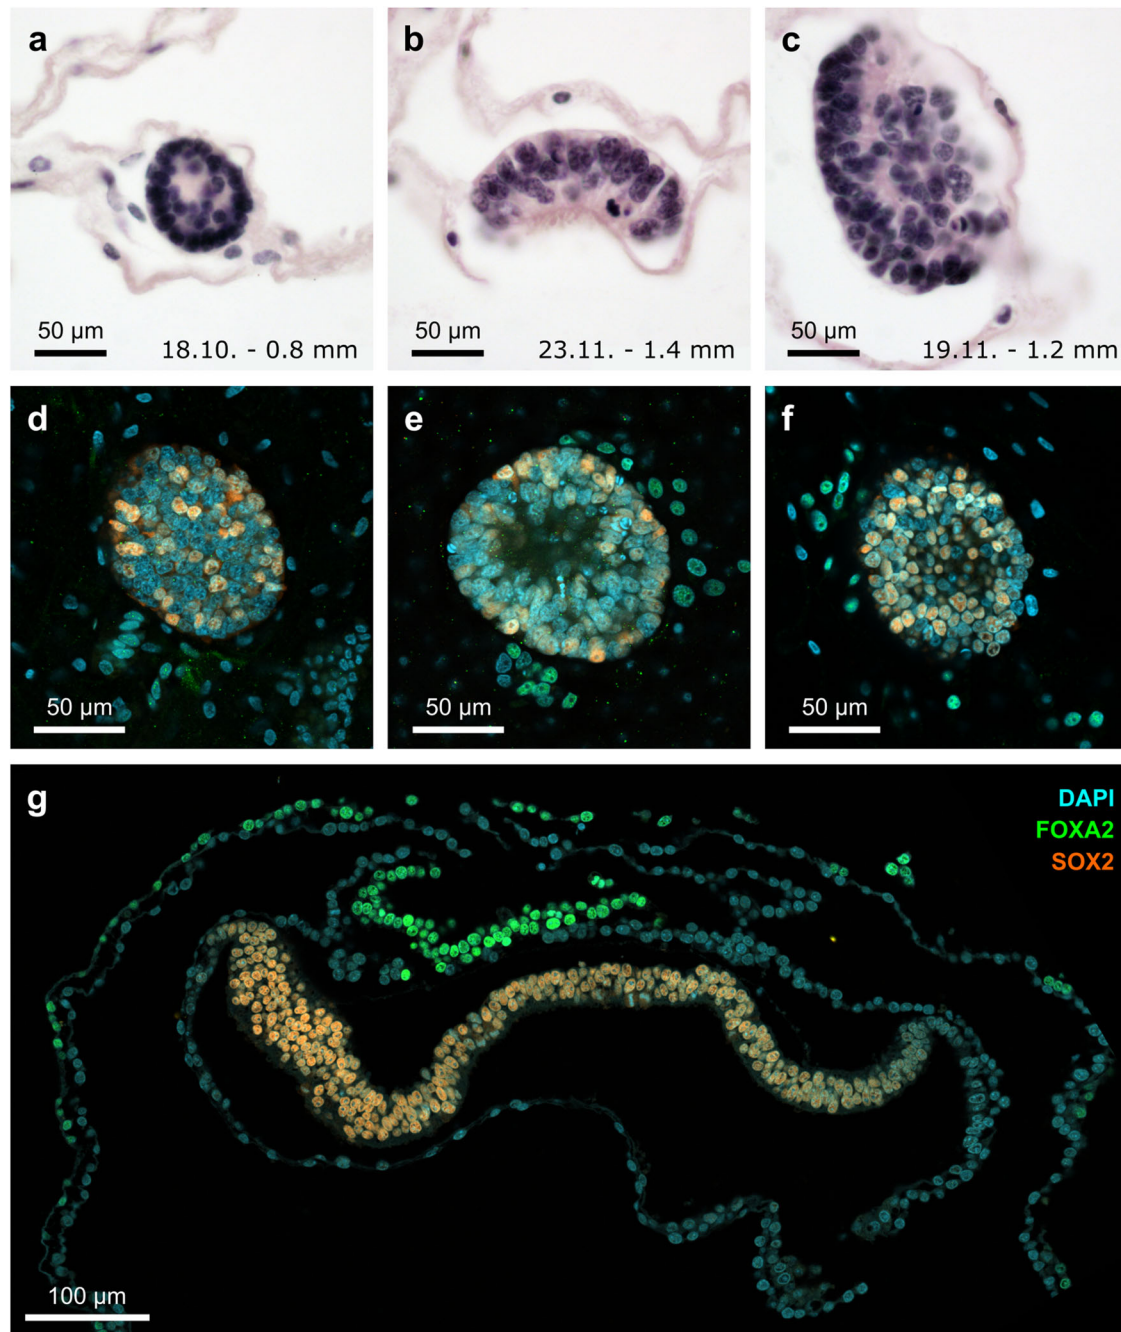 a
b
c
50 µm
18.10. - 0.8 mm
50 µm
23.11. - 1.4 mm
50 µm
19.11. - 1.2 mm
d
e
f
50 µm
50 µm
50 µm
g
DAPI
FOXA2
SOX2
100 µm